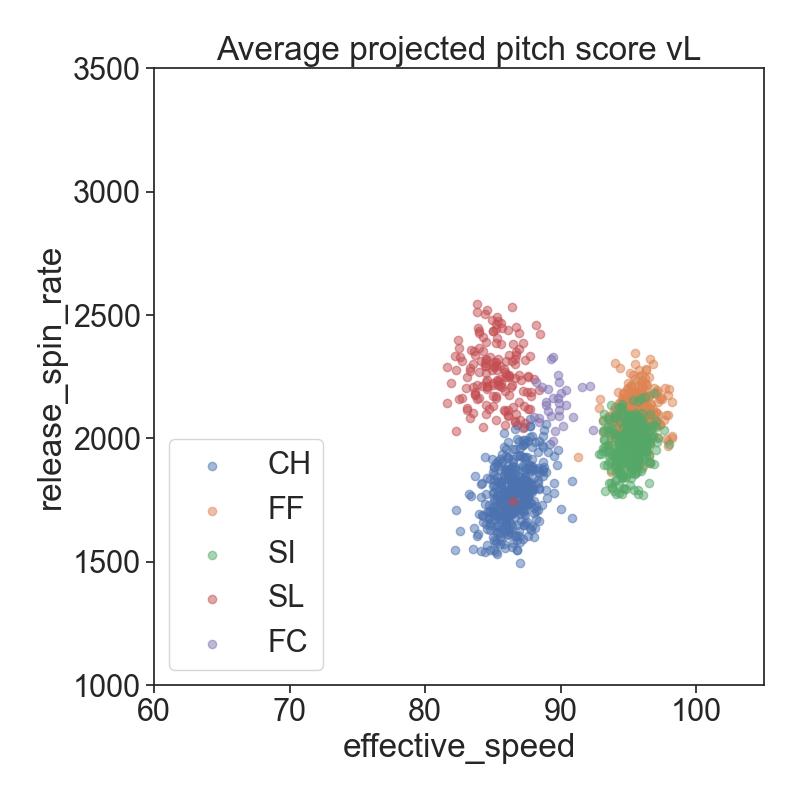 Average projected pitch score vL
3500
3000
2500
2000
1500
1000
release_spin_rate
CH
FF
SI
SL
FC
60
70
80
90
100
effective_speed